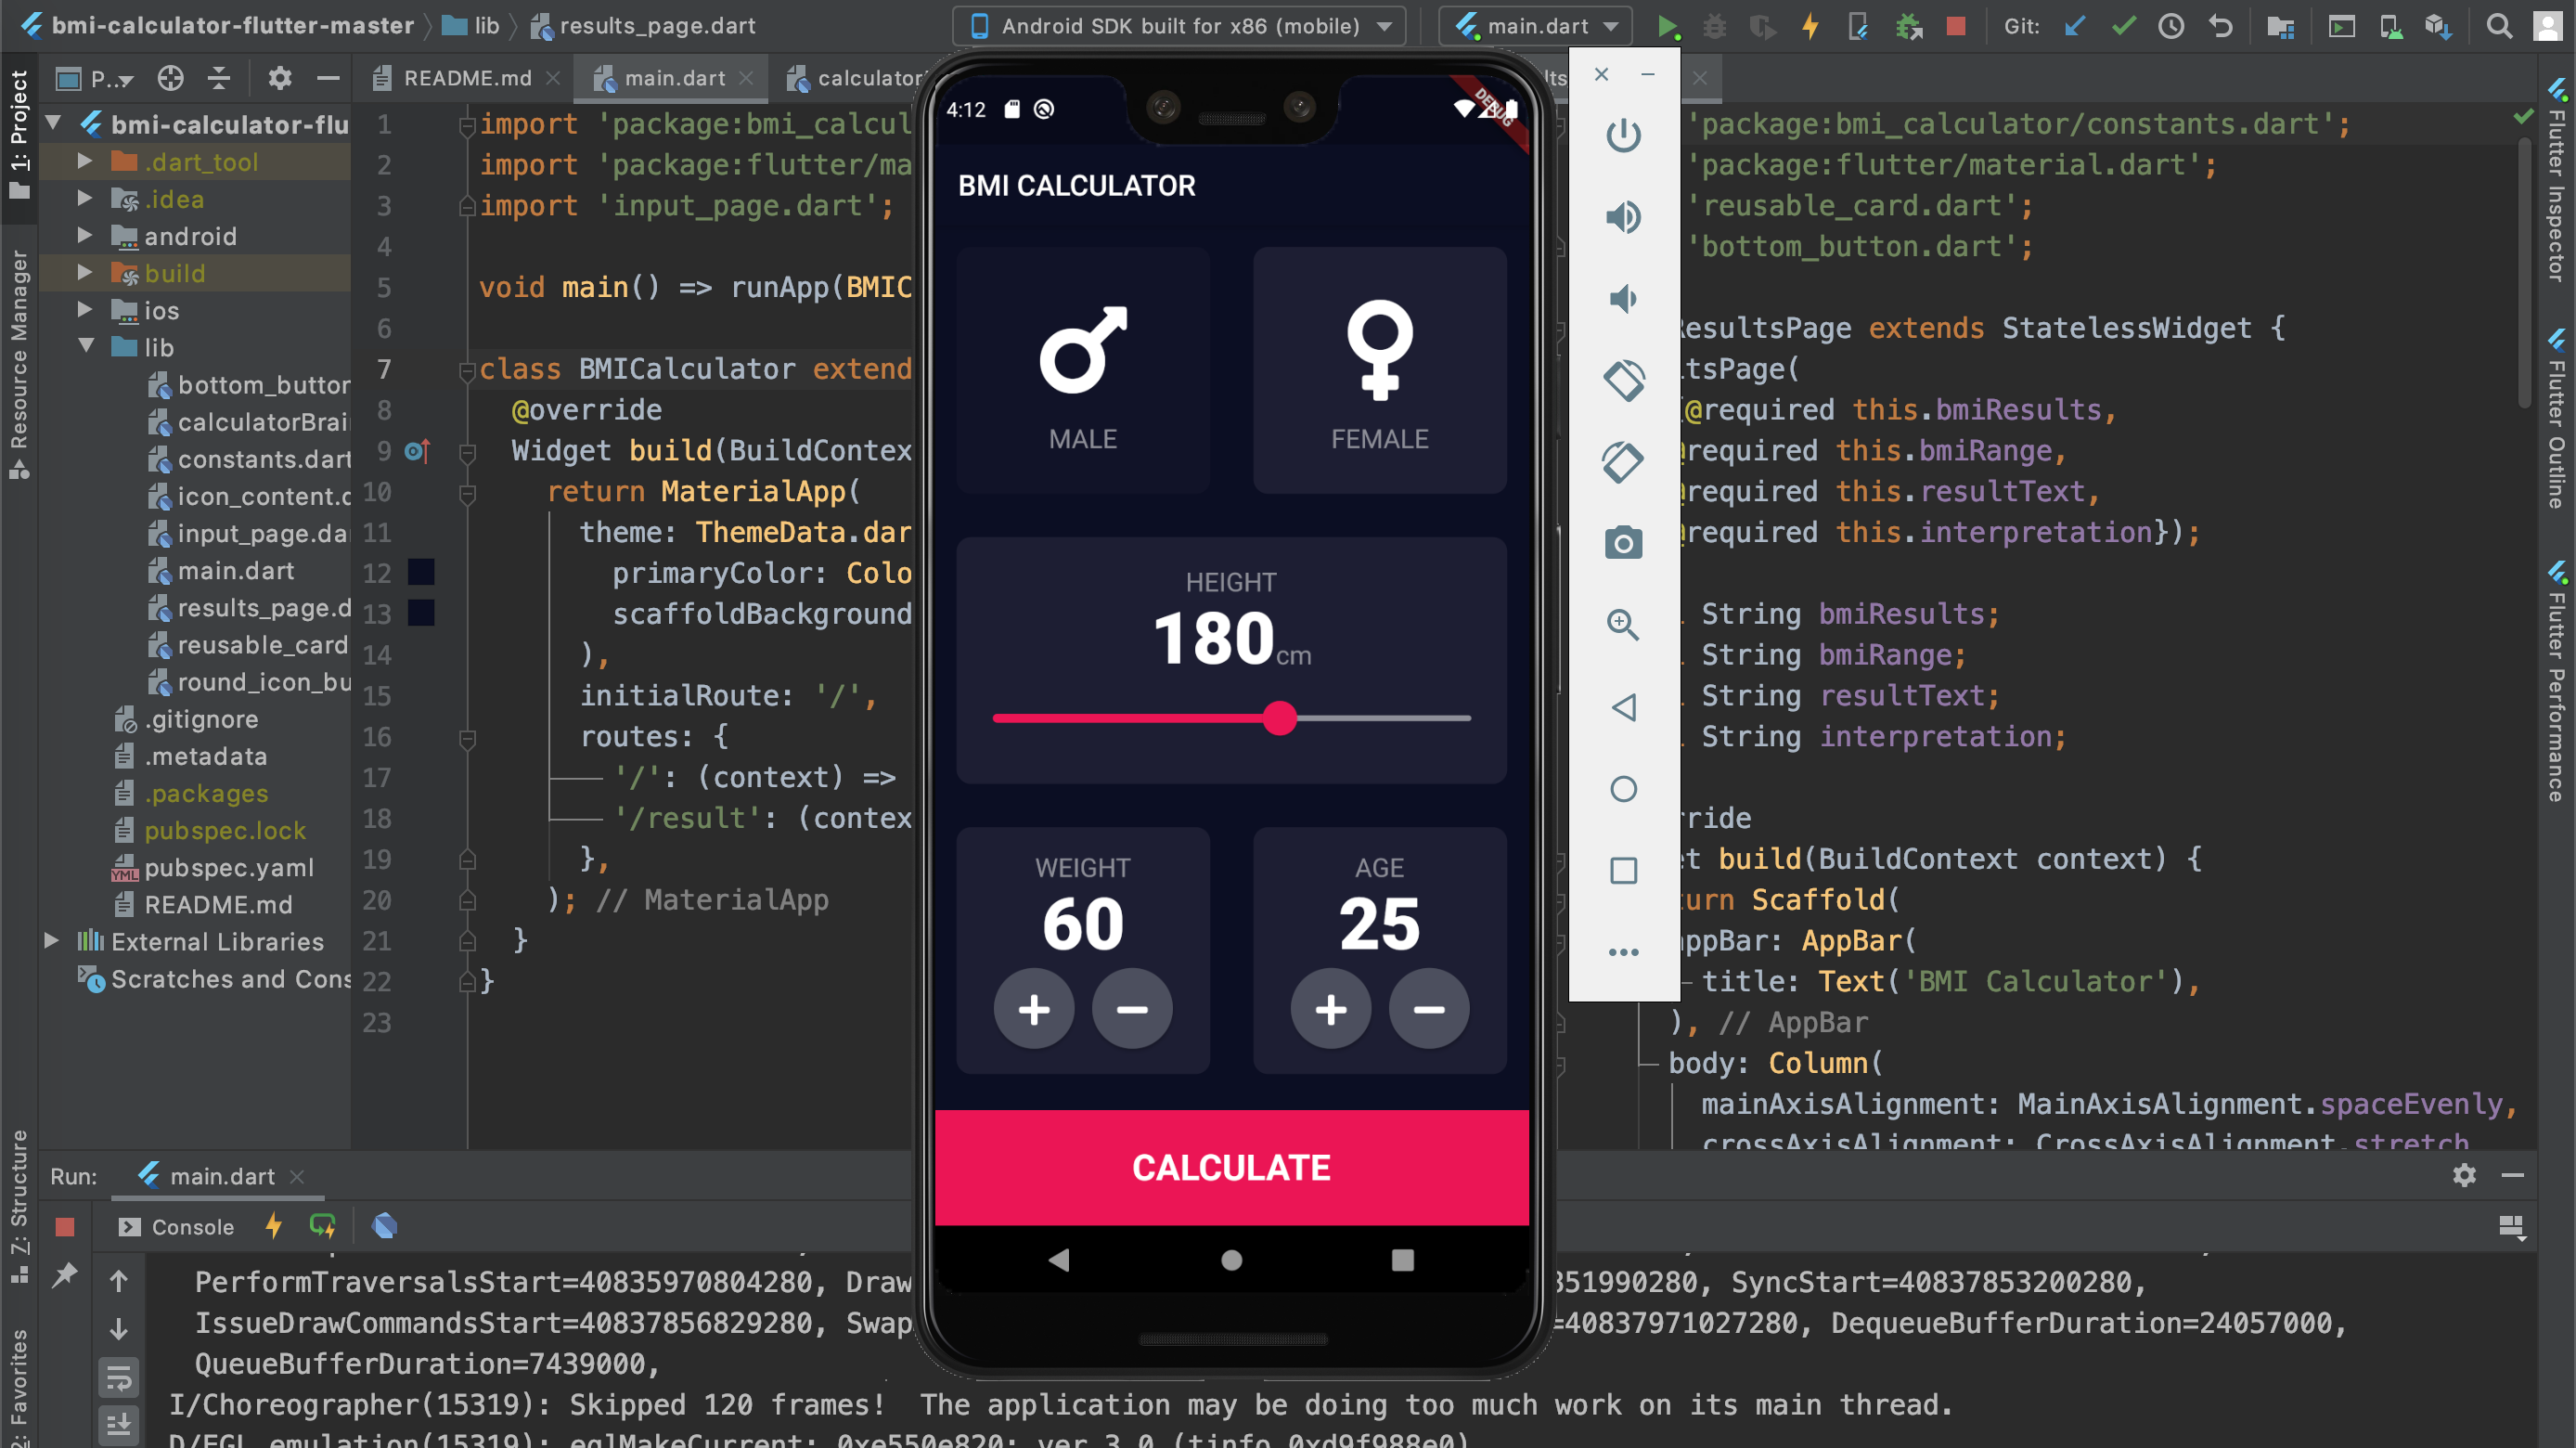 bmi-calculator-flutter-master lib results_page.dart
Android SDK built for x86 (mobile)
main.dart
Git:
1: Project
Resource Manager
Z: Structure
2: Favorites
P...
bmi-calculator-flu
.dart_tool
.idea
android
build
ios
lib
bottom_button
calculatorBrai
constants.dart
icon_content.d
input_page.da
main.dart
results_page.d
reusable_card
round_icon_bu
.gitignore
.metadata
.packages
pubspec.lock
pubspec.yaml
README.md
External Libraries
Scratches and Cons
README.md
main.dart
calculator
lts
1 import 'package:bmi_calcul
2 import 'package:flutter/ma
3 import 'input_page.dart';
4
5 void main() => runApp(BMIC
6
7 class BMICalculator extend
8 @override
9 Widget build(BuildContex
10 return MaterialApp(
11 theme: ThemeData.dar
12 primaryColor: Colo
13 scaffoldBackground
14 ),
15 initialRoute: '/',
16 routes: {
17 '/': (context) =>
18 '/result': (contex
19 },
20 ); // MaterialApp
21 }
22 }
23
4:12
DEBUG
BMI CALCULATOR
MALE
FEMALE
HEIGHT
180cm
WEIGHT
60
+ −
AGE
25
+ −
CALCULATE
'package:bmi_calculator/constants.dart';
'package:flutter/material.dart';
'reusable_card.dart';
'bottom_button.dart';
ResultsPage extends StatelessWidget {
ltsPage(
@required this.bmiResults,
@required this.bmiRange,
@required this.resultText,
@required this.interpretation});
String bmiResults;
String bmiRange;
String resultText;
String interpretation;
ride
et build(BuildContext context) {
turn Scaffold(
appBar: AppBar(
title: Text('BMI Calculator'),
), // AppBar
body: Column(
mainAxisAlignment: MainAxisAlignment.spaceEvenly,
crossAxisAlignment: CrossAxisAlignment.stretch
Flutter Inspector
Flutter Outline
Flutter Performance
Run: main.dart
Console
PerformTraversalsStart=40835970804280, Draw 351990280, SyncStart=40837853200280,
IssueDrawCommandsStart=40837856829280, Swap =40837971027280, DequeueBufferDuration=24057000,
QueueBufferDuration=7439000,
I/Choreographer(15319): Skipped 120 frames! The application may be doing too much work on its main thread.
D/EGL_emulation(15319): eglMakeCurrent: 0xe550e820: ver 3 0 (tinfo 0xd9f988e0)